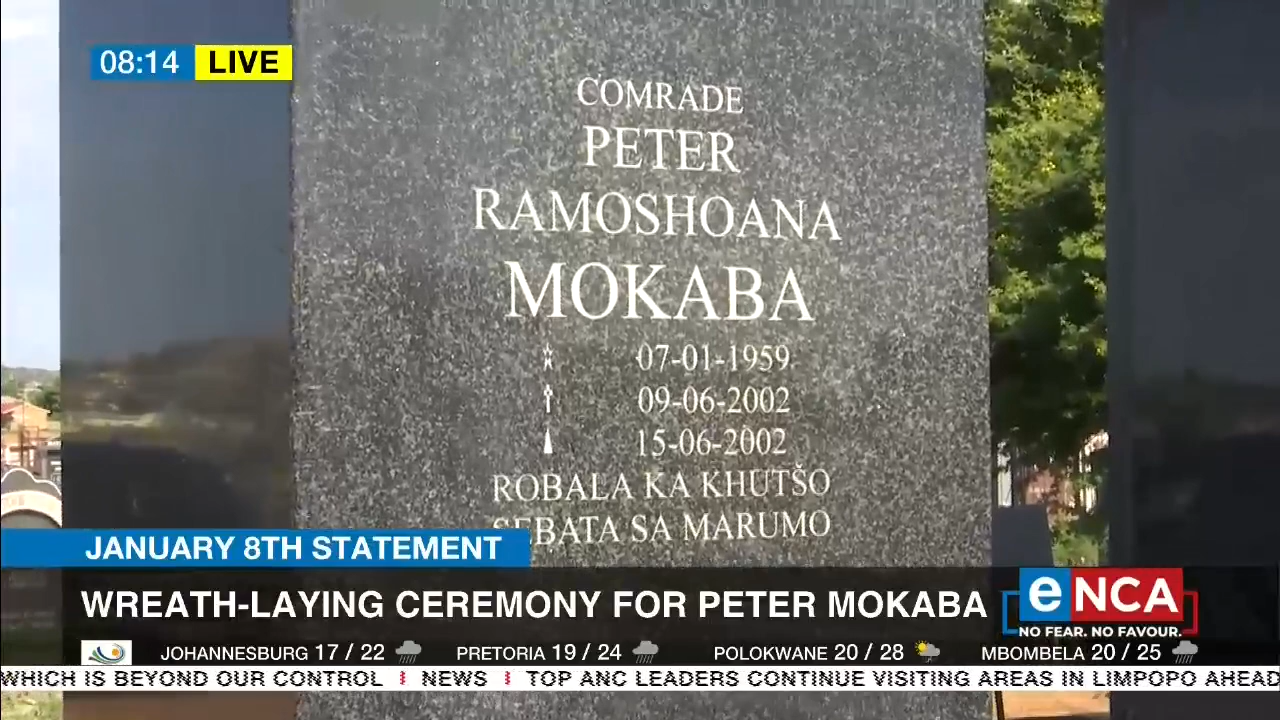 08:14 LIVE
COMRADE
PETER
RAMOSHOANA
MOKABA
07-01-1959
09-06-2002
15-06-2002
ROBALA KA KHUTŠO
SEBATA SA MARUMO
JANUARY 8TH STATEMENT
WREATH-LAYING CEREMONY FOR PETER MOKABA
eNCA
NO FEAR. NO FAVOUR.
JOHANNESBURG 17 / 22 PRETORIA 19 / 24 POLOKWANE 20 / 28 MBOMBELA 20 / 25
WHICH IS BEYOND OUR CONTROL NEWS TOP ANC LEADERS CONTINUE VISITING AREAS IN LIMPOPO AHEAD